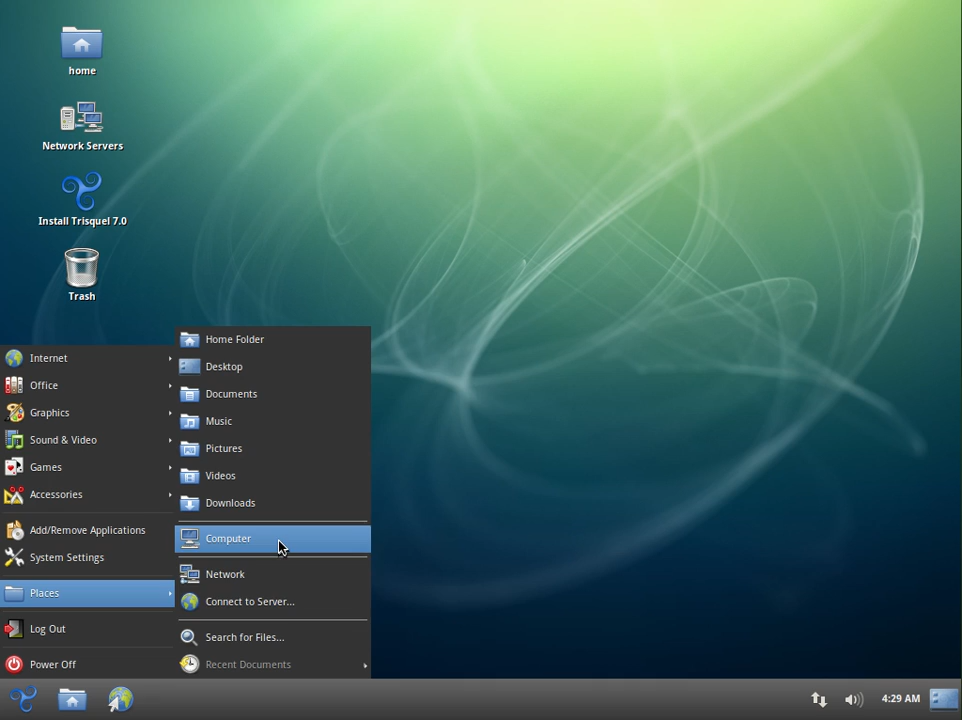 home
Network Servers
Install Trisquel 7.0
Trash
Internet
Office
Graphics
Sound & Video
Games
Accessories
Add/Remove Applications
System Settings
Places
Log Out
Power Off
Home Folder
Desktop
Documents
Music
Pictures
Videos
Downloads
Computer
Network
Connect to Server...
Search for Files...
Recent Documents
4:29 AM